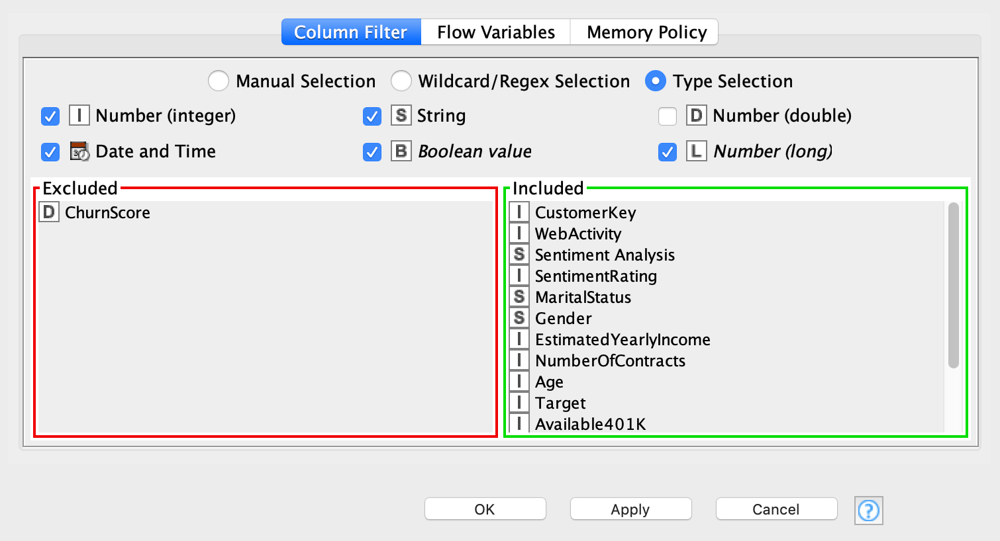 Column Filter Flow Variables Memory Policy
Manual Selection Wildcard/Regex Selection Type Selection
I Number (integer) S String D Number (double)
Date and Time B Boolean value L Number (long)
Excluded
D ChurnScore
Included
I CustomerKey
I WebActivity
S Sentiment Analysis
I SentimentRating
S MaritalStatus
S Gender
I EstimatedYearlyIncome
I NumberOfContracts
I Age
I Target
I Available401K
OK Apply Cancel ?